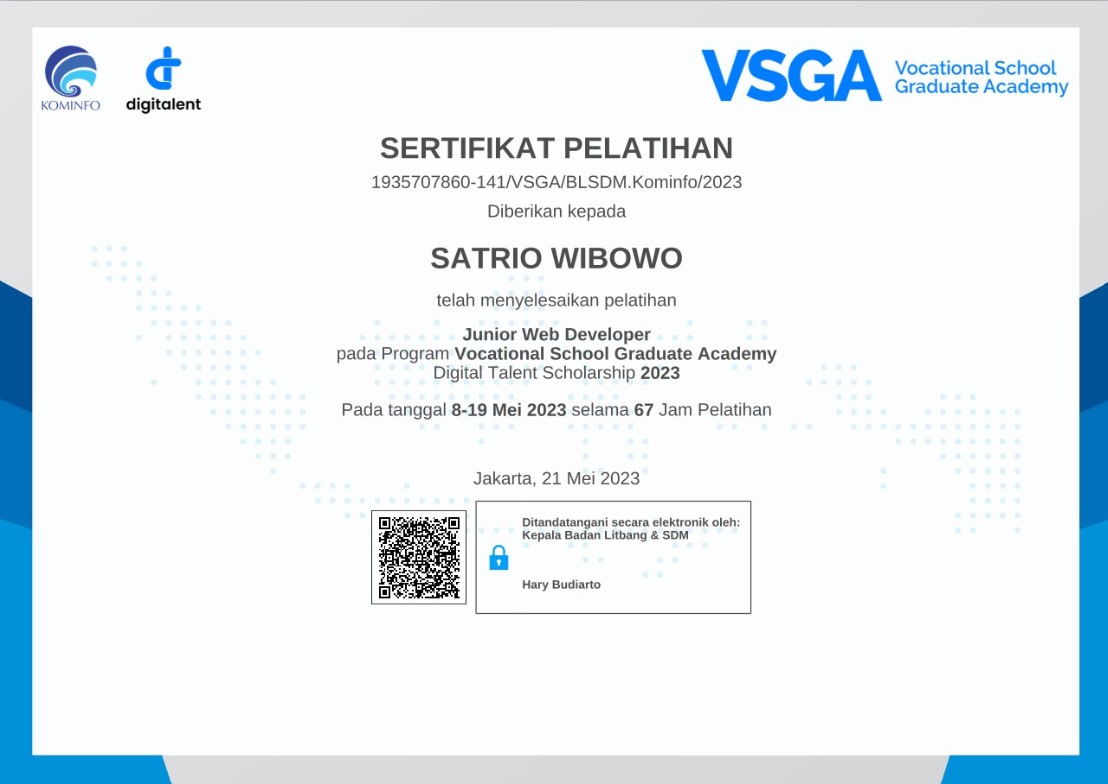 KOMINFO
digitalent
VSGA
Vocational School
Graduate Academy
SERTIFIKAT PELATIHAN
1935707860-141/VSGA/BLSDM.Kominfo/2023
Diberikan kepada
SATRIO WIBOWO
telah menyelesaikan pelatihan
Junior Web Developer
pada Program Vocational School Graduate Academy
Digital Talent Scholarship 2023
Pada tanggal 8-19 Mei 2023 selama 67 Jam Pelatihan
Jakarta, 21 Mei 2023
Ditandatangani secara elektronik oleh:
Kepala Badan Litbang & SDM
Hary Budiarto